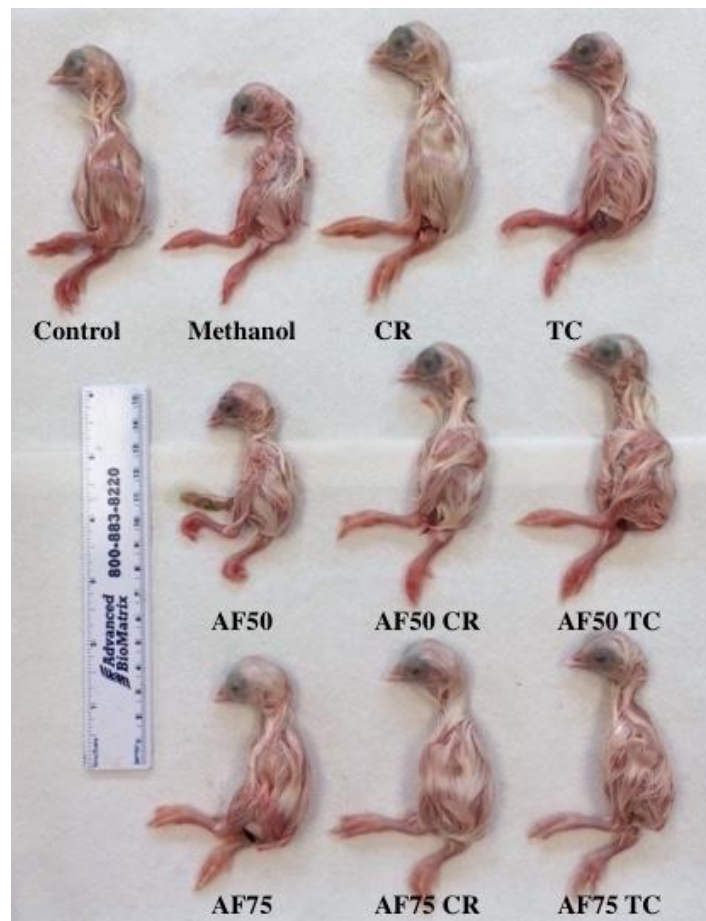 Control
Methanol
CR
TC
800-883-8220
Advanced
BioMatrix
AF50
AF50 CR
AF50 TC
AF75
AF75 CR
AF75 TC